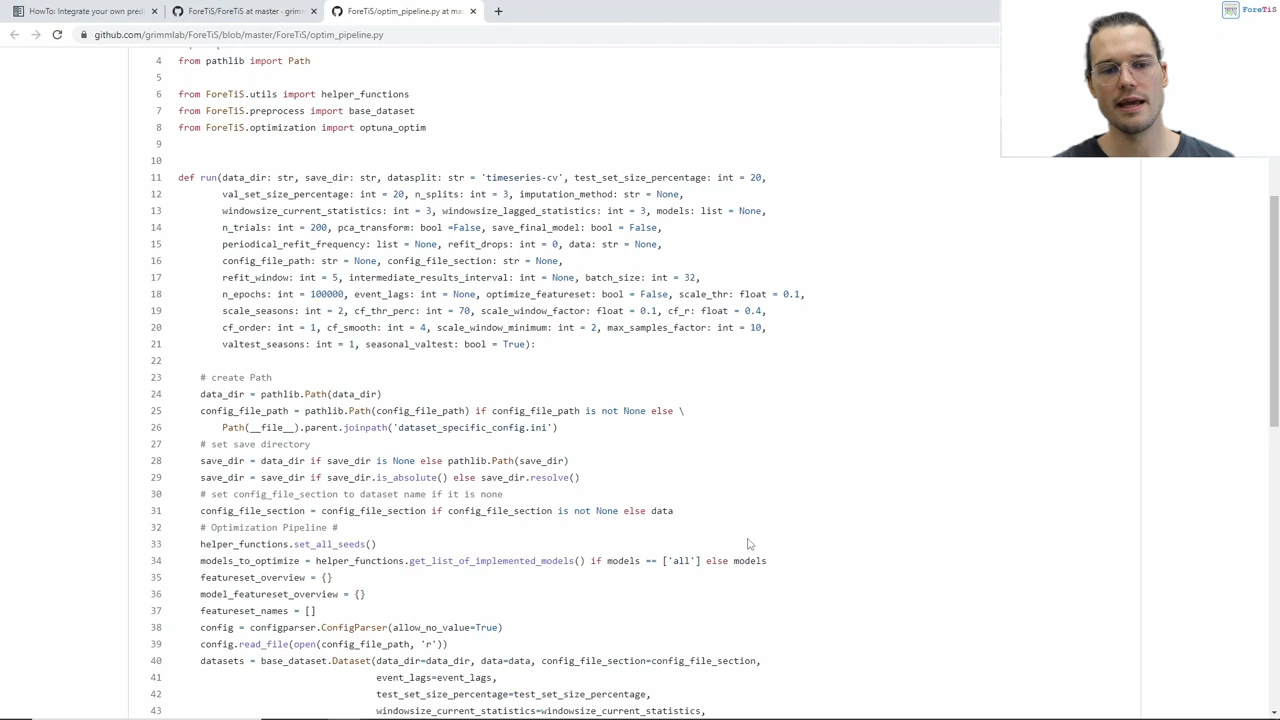 HowTo: Integrate your own pred
ForeTiS/ForeTiS at master · grimm
ForeTiS/optim_pipeline.py at ma
github.com/grimmlab/ForeTiS/blob/master/ForeTiS/optim_pipeline.py
ForeTiS
4 from pathlib import Path
5
6 from ForeTiS.utils import helper_functions
7 from ForeTiS.preprocess import base_dataset
8 from ForeTiS.optimization import optuna_optim
9
10
11 def run(data_dir: str, save_dir: str, datasplit: str = 'timeseries-cv', test_set_size_percentage: int = 20,
12 val_set_size_percentage: int = 20, n_splits: int = 3, imputation_method: str = None,
13 windowsize_current_statistics: int = 3, windowsize_lagged_statistics: int = 3, models: list = None,
14 n_trials: int = 200, pca_transform: bool =False, save_final_model: bool = False,
15 periodical_refit_frequency: list = None, refit_drops: int = 0, data: str = None,
16 config_file_path: str = None, config_file_section: str = None,
17 refit_window: int = 5, intermediate_results_interval: int = None, batch_size: int = 32,
18 n_epochs: int = 100000, event_lags: int = None, optimize_featureset: bool = False, scale_thr: float = 0.1,
19 scale_seasons: int = 2, cf_thr_perc: int = 70, scale_window_factor: float = 0.1, cf_r: float = 0.4,
20 cf_order: int = 1, cf_smooth: int = 4, scale_window_minimum: int = 2, max_samples_factor: int = 10,
21 valtest_seasons: int = 1, seasonal_valtest: bool = True):
22
23 # create Path
24 data_dir = pathlib.Path(data_dir)
25 config_file_path = pathlib.Path(config_file_path) if config_file_path is not None else \
26 Path(__file__).parent.joinpath('dataset_specific_config.ini')
27 # set save directory
28 save_dir = data_dir if save_dir is None else pathlib.Path(save_dir)
29 save_dir = save_dir if save_dir.is_absolute() else save_dir.resolve()
30 # set config_file_section to dataset name if it is none
31 config_file_section = config_file_section if config_file_section is not None else data
32 # Optimization Pipeline #
33 helper_functions.set_all_seeds()
34 models_to_optimize = helper_functions.get_list_of_implemented_models() if models == ['all'] else models
35 featureset_overview = {}
36 model_featureset_overview = {}
37 featureset_names = []
38 config = configparser.ConfigParser(allow_no_value=True)
39 config.read_file(open(config_file_path, 'r'))
40 datasets = base_dataset.Dataset(data_dir=data_dir, data=data, config_file_section=config_file_section,
41 event_lags=event_lags,
42 test_set_size_percentage=test_set_size_percentage,
43 windowsize_current_statistics=windowsize_current_statistics,